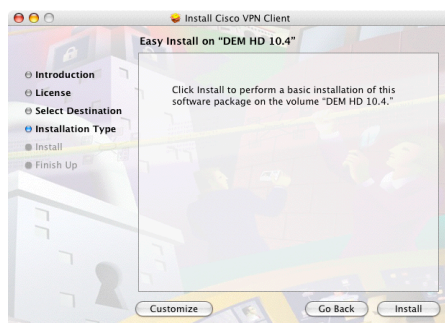 Install Cisco VPN Client
Easy Install on “DEM HD 10.4”
Introduction
License
Select Destination
Installation Type
Install
Finish Up
Click Install to perform a basic installation of this
software package on the volume “DEM HD 10.4.”
Customize
Go Back
Install